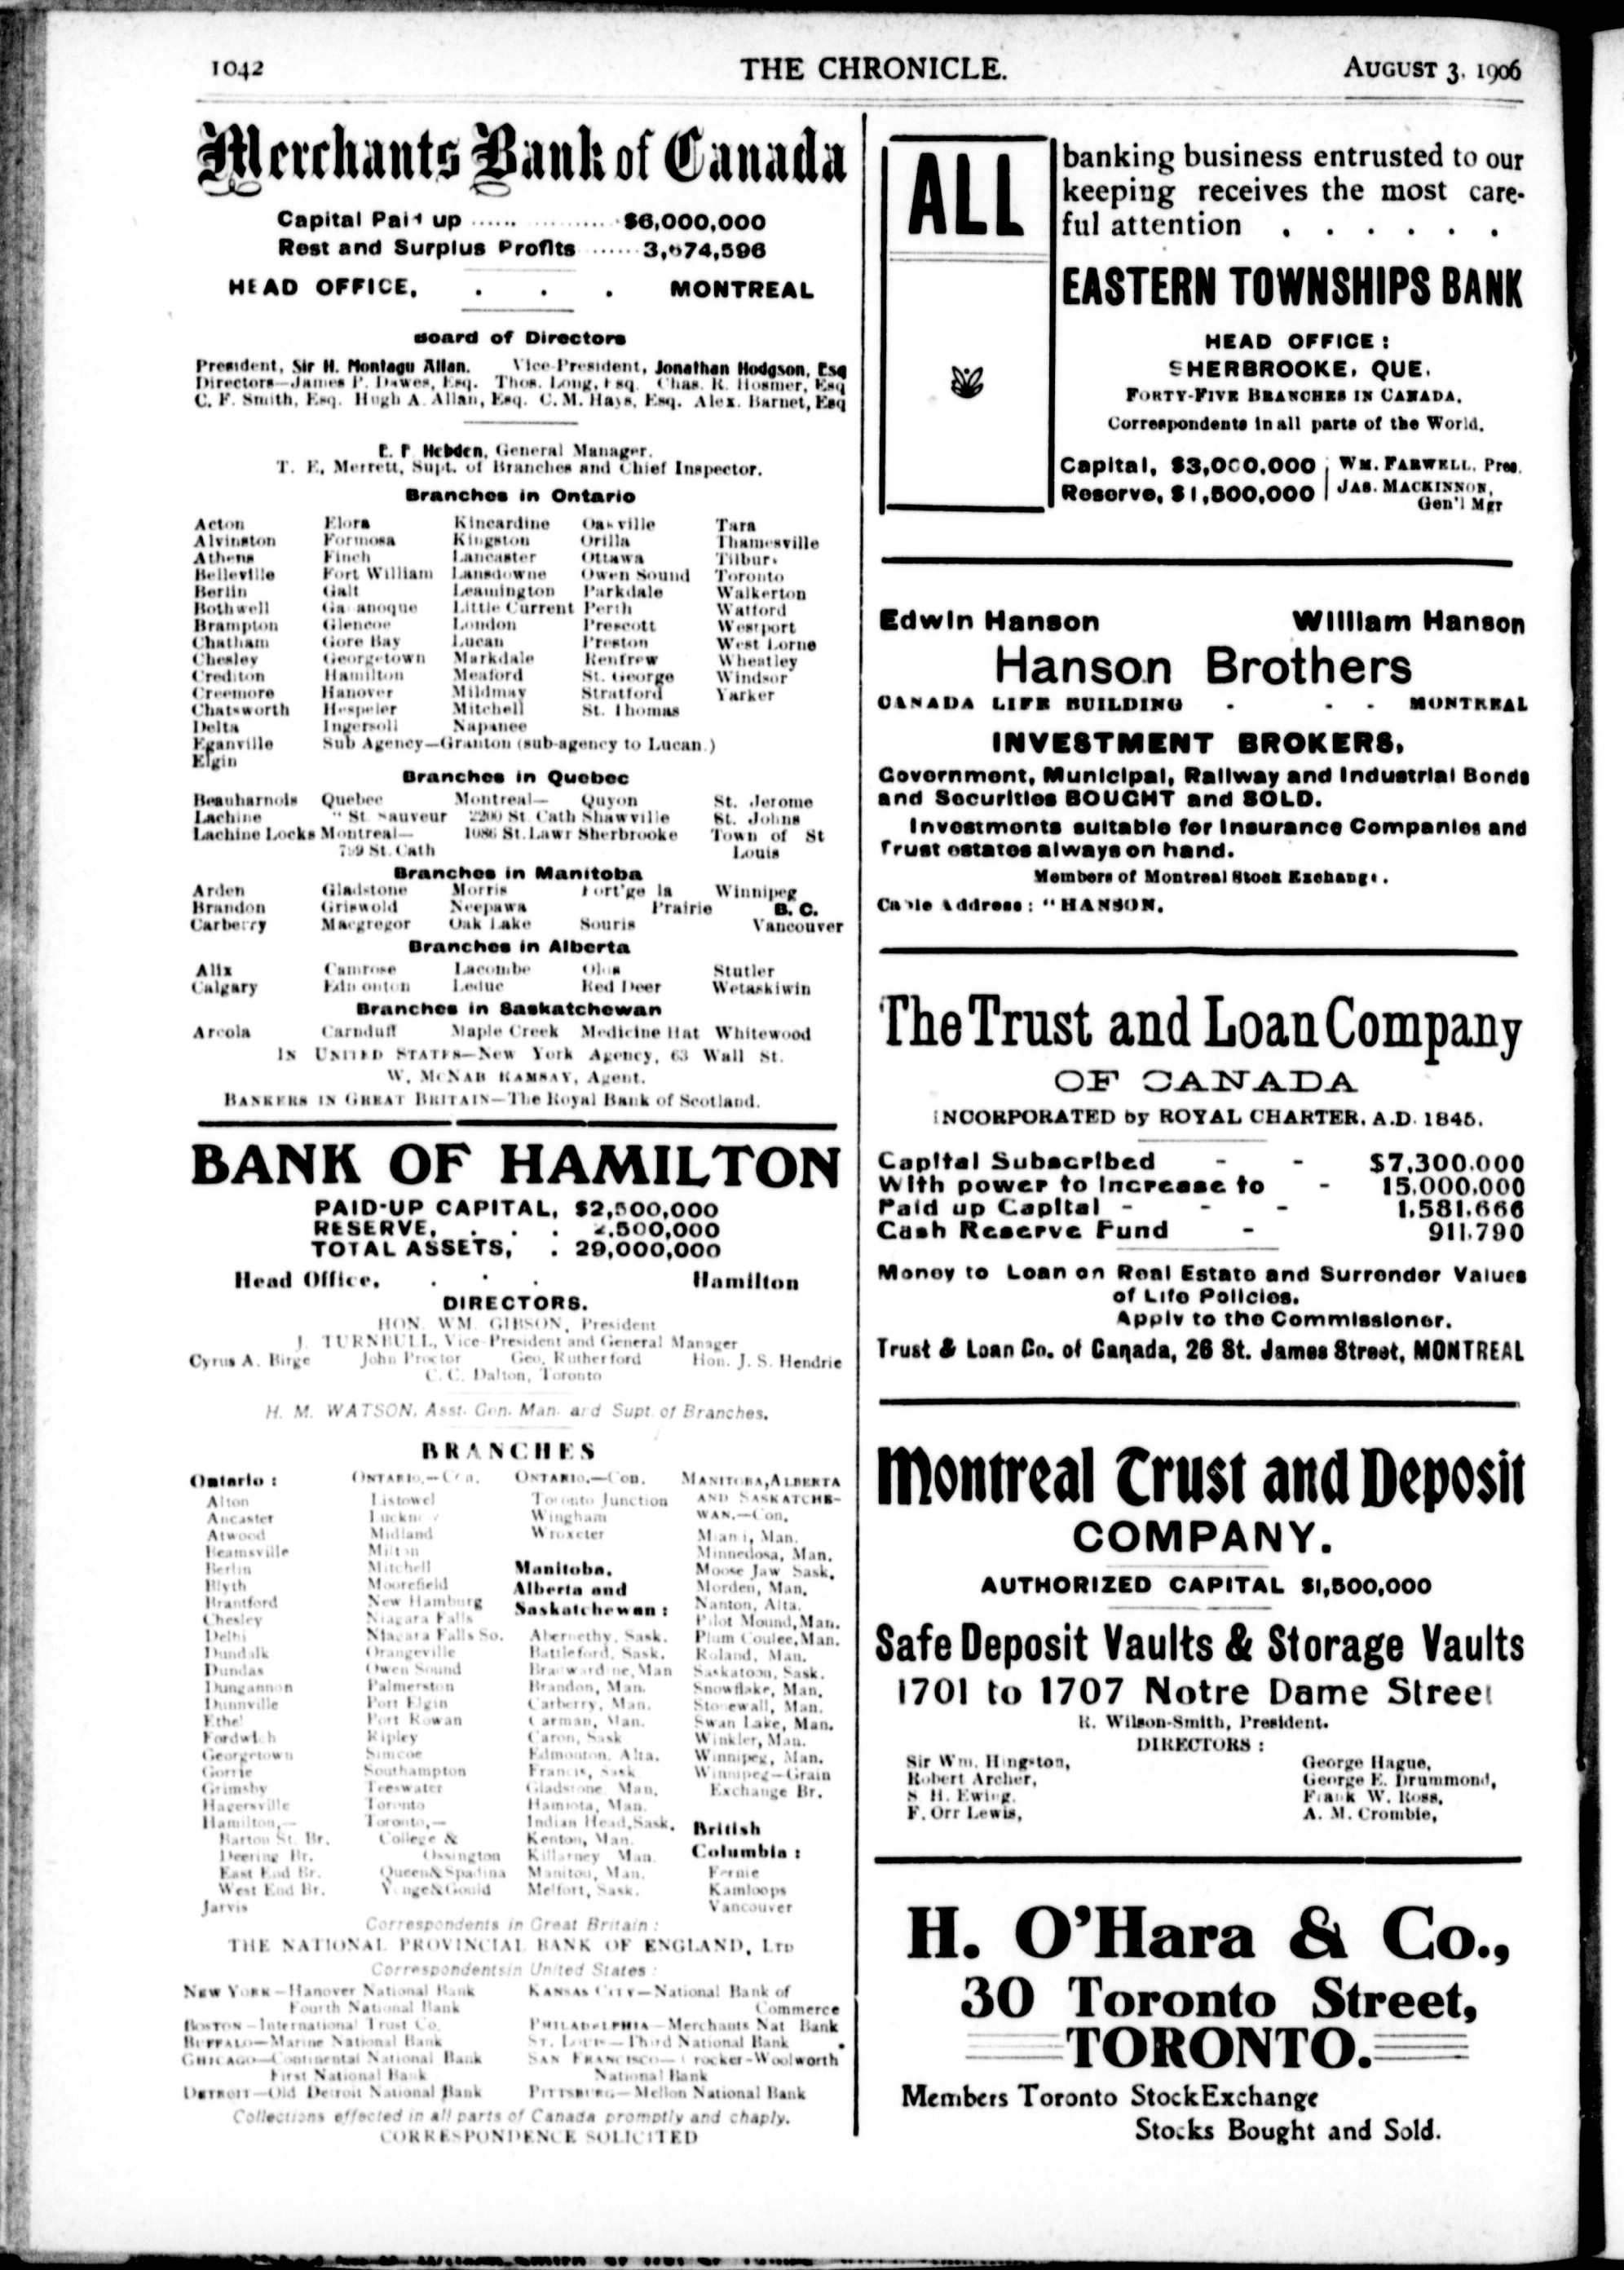 1042
THE CHRONICLE.
AUGUST 3, 1906
Merchants Bank of Canada
Capital Paid up ...... .......... $6,000,000
Rest and Surplus Profits ...... 3,674,596
HEAD OFFICE, . . . MONTREAL
Board of Directors
President, Sir H. Montagu Allan. Vice-President, Jonathan Hodgson, Esq
Directors—James P. Dawes, Esq. Thos. Long, Esq. Chas. R. Hosmer, Esq
C. F. Smith, Esq. Hugh A. Allan, Esq. C. M. Hays, Esq. Alex. Barnet, Esq
E. F. Hebden, General Manager.
T. E. Merrett, Supt. of Branches and Chief Inspector.
Branches in Ontario
Acton Elora Kincardine Oakville Tara
Alvinston Formosa Kingston Orilla Thamesville
Athens Finch Lancaster Ottawa Tilbury
Belleville Fort William Lansdowne Owen Sound Toronto
Berlin Galt Leamington Parkdale Walkerton
Bothwell Gananoque Little Current Perth Watford
Brampton Glencoe London Prescott Westport
Chatham Gore Bay Lucan Preston West Lorne
Chesley Georgetown Markdale Renfrew Wheatley
Crediton Hamilton Meaford St. George Windsor
Creemore Hanover Mildmay Stratford Yarker
Chatsworth Hespeler Mitchell St. Thomas
Delta Ingersoll Napanee
Eganville Sub Agency—Granton (sub-agency to Lucan.)
Elgin
Branches in Quebec
Beauharnois Quebec Montreal— Quyon St. Jerome
Lachine " St. Sauveur 2200 St. Cath Shawville St. Johns
Lachine Locks Montreal— 1086 St. Lawr Sherbrooke Town of St
St. Cath Louis
Branches in Manitoba
Arden Gladstone Morris Port'ge la Winnipeg
Brandon Griswold Neepawa Prairie B. C.
Carberry Macgregor Oak Lake Souris Vancouver
Branches in Alberta
Alix Camrose Lacombe Olds Stutler
Calgary Edmonton Leduc Red Deer Wetaskiwin
Branches in Saskatchewan
Arcola Carnduff Maple Creek Medicine Hat Whitewood
IN UNITED STATES—New York Agency, 63 Wall St.
W. MCNAB RAMSAY, Agent.
BANKERS IN GREAT BRITAIN—The Royal Bank of Scotland.
BANK OF HAMILTON
PAID-UP CAPITAL, $2,500,000
RESERVE, . . . 2,500,000
TOTAL ASSETS, . 29,000,000
Head Office, . . . Hamilton
DIRECTORS.
HON. WM. GIBSON, President
J. TURNBULL, Vice-President and General Manager
Cyrus A. Birge John Proctor Geo. Rutherford Hon. J. S. Hendrie
C. C. Dalton, Toronto
H. M. WATSON, Asst. Gen. Man. and Supt. of Branches.
BRANCHES
Ontario :
Alton
Ancaster
Atwood
Beamsville
Berlin
Blyth
Brantford
Chesley
Delhi
Dundalk
Dundas
Dungannon
Dunnville
Ethel
Fordwich
Georgetown
Gorrie
Grimsby
Hagersville
Hamilton,—
Barton St. Br.
Deering Br.
East End Br.
West End Br.
Jarvis
ONTARIO,—Con.
Listowel
Lucknow
Midland
Milton
Mitchell
Moorefield
New Hamburg
Niagara Falls
Niagara Falls So.
Orangeville
Owen Sound
Palmerston
Port Elgin
Port Rowan
Ripley
Simcoe
Southampton
Teeswater
Toronto
Toronto,—
College &
Ossington
Queen & Spadina
Yonge & Gould
ONTARIO.—Con.
Toronto Junction
Wingham
Wroxeter
Manitoba,
Alberta and
Saskatchewan :
Abernethy, Sask.
Battleford, Sask.
Bradwardine, Man
Brandon, Man.
Carberry, Man.
Carman, Man.
Caron, Sask
Edmonton, Alta.
Francis, Sask
Gladstone, Man.
Hamiota, Man.
Indian Head, Sask.
Kenton, Man.
Killarney Man.
Manitou, Man.
Melfort, Sask.
MANITOBA, ALBERTA
AND SASKATCHE-
WAN.—Con.
Miami, Man.
Minnedosa, Man.
Moose Jaw Sask.
Morden, Man.
Nanton, Alta.
Pilot Mound, Man.
Plum Coulee, Man.
Roland, Man.
Saskatoon, Sask.
Snowflake, Man.
Stonewall, Man.
Swan Lake, Man.
Winkler, Man.
Winnipeg, Man.
Winnipeg—Grain
Exchange Br.
British
Columbia :
Fernie
Kamloops
Vancouver
Correspondents in Great Britain :
THE NATIONAL PROVINCIAL BANK OF ENGLAND, LTD
Correspondents in United States :
NEW YORK—Hanover National Bank
Fourth National Bank
BOSTON—International Trust Co.
BUFFALO—Marine National Bank
CHICAGO—Continental National Bank
First National Bank
DETROIT—Old Detroit National Bank
KANSAS CITY—National Bank of
Commerce
PHILADELPHIA—Merchants Nat Bank
ST. LOUIS—Third National Bank
SAN FRANCISCO—Crocker-Woolworth
National Bank
PITTSBURG—Mellon National Bank
Collections effected in all parts of Canada promptly and chaply.
CORRESPONDENCE SOLICITED
ALL
banking business entrusted to our
keeping receives the most care-
ful attention . . . . . .
EASTERN TOWNSHIPS BANK
HEAD OFFICE :
SHERBROOKE, QUE.
FORTY-FIVE BRANCHES IN CANADA.
Correspondents in all parts of the World.
Capital, $3,000,000
Reserve, $1,500,000
WM. FARWELL, Pres.
JAS. MACKINNON,
Gen'l Mgr
Edwin Hanson William Hanson
Hanson Brothers
CANADA LIFE BUILDING - - - MONTREAL
INVESTMENT BROKERS,
Government, Municipal, Railway and Industrial Bonds
and Securities BOUGHT and SOLD.
Investments suitable for Insurance Companies and
Trust estates always on hand.
Members of Montreal Stock Exchange.
Cable Address : "HANSON.
The Trust and Loan Company
OF CANADA
INCORPORATED by ROYAL CHARTER, A.D. 1845.
Capital Subscribed - - $7,300,000
With power to increase to - 15,000,000
Paid up Capital - - - 1,581,666
Cash Reserve Fund - 911,790
Money to Loan on Real Estate and Surrender Values
of Life Policies.
Apply to the Commissioner.
Trust & Loan Co. of Canada, 26 St. James Street, MONTREAL
Montreal Trust and Deposit
COMPANY.
AUTHORIZED CAPITAL $1,500,000
Safe Deposit Vaults & Storage Vaults
1701 to 1707 Notre Dame Street
R. Wilson-Smith, President.
DIRECTORS :
Sir Wm. Hingston, George Hague,
Robert Archer, George E. Drummond,
S. H. Ewing, Frank W. Ross,
F. Orr Lewis, A. M. Crombie,
H. O'Hara & Co.,
30 Toronto Street,
TORONTO.
Members Toronto Stock Exchange
Stocks Bought and Sold.